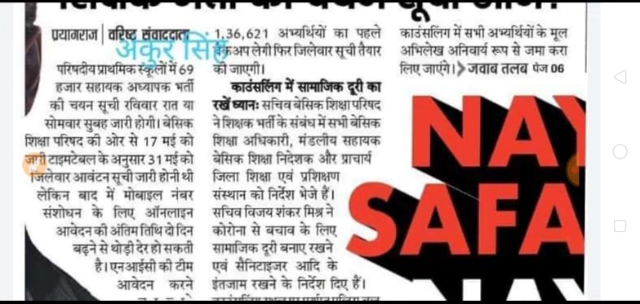 प्रयागराज | वरिष्ठ संवाददाता
अंकुर सिंह
परिषदीय प्राथमिक स्कूलों में 69
हजार सहायक अध्यापक भर्ती
की चयन सूची रविवार रात या
सोमवार सुबह जारी होगी। बेसिक
शिक्षा परिषद की ओर से 17 मई को
जारी टाइमटेबल के अनुसार 31 मई को
जिलेवार आवंटन सूची जारी होनी थी
लेकिन बाद में मोबाइल नंबर
संशोधन के लिए ऑनलाइन
आवेदन की अंतिम तिथि दो दिन
बढ़ने से थोड़ी देर हो सकती
है। एनआईसी की टीम
आवेदन करने
1,36,621 अभ्यर्थियों का पहले
बैकअप लेगी फिर जिलेवार सूची तैयार
की जाएगी।
काउंसलिंग में सामाजिक दूरी का
रखें ध्यान: सचिव बेसिक शिक्षा परिषद
ने शिक्षक भर्ती के संबंध में सभी बेसिक
शिक्षा अधिकारी, मंडलीय सहायक
बेसिक शिक्षा निदेशक और प्राचार्य
जिला शिक्षा एवं प्रशिक्षण
संस्थान को निर्देश भेजे हैं।
सचिव विजय शंकर मिश्र ने
कोरोना से बचाव के लिए
सामाजिक दूरी बनाए रखने
एवं सैनिटाइजर आदि के
इंतजाम रखने के निर्देश दिए हैं।
काउंसलिंग में सभी अभ्यर्थियों के मूल
अभिलेख अनिवार्य रूप से जमा करा
लिए जाएंगे। जवाब तलब पेज 06
NAY
SAFA